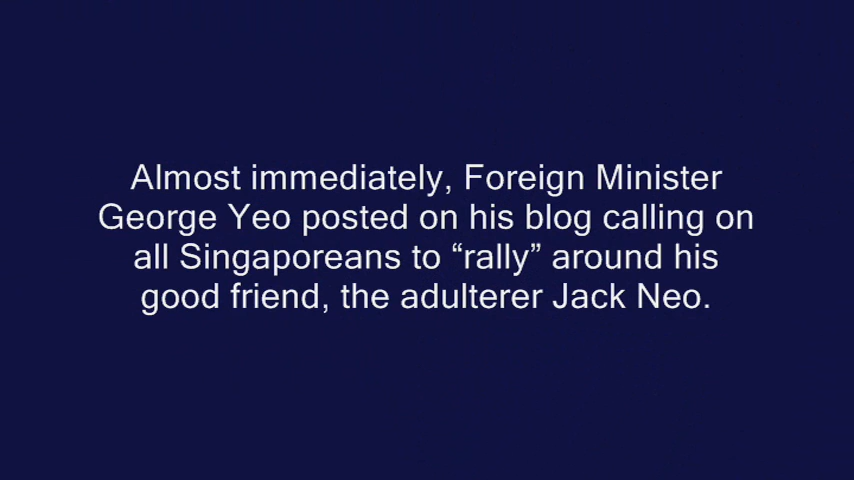 Almost immediately, Foreign Minister
George Yeo posted on his blog calling on
all Singaporeans to “rally” around his
good friend, the adulterer Jack Neo.